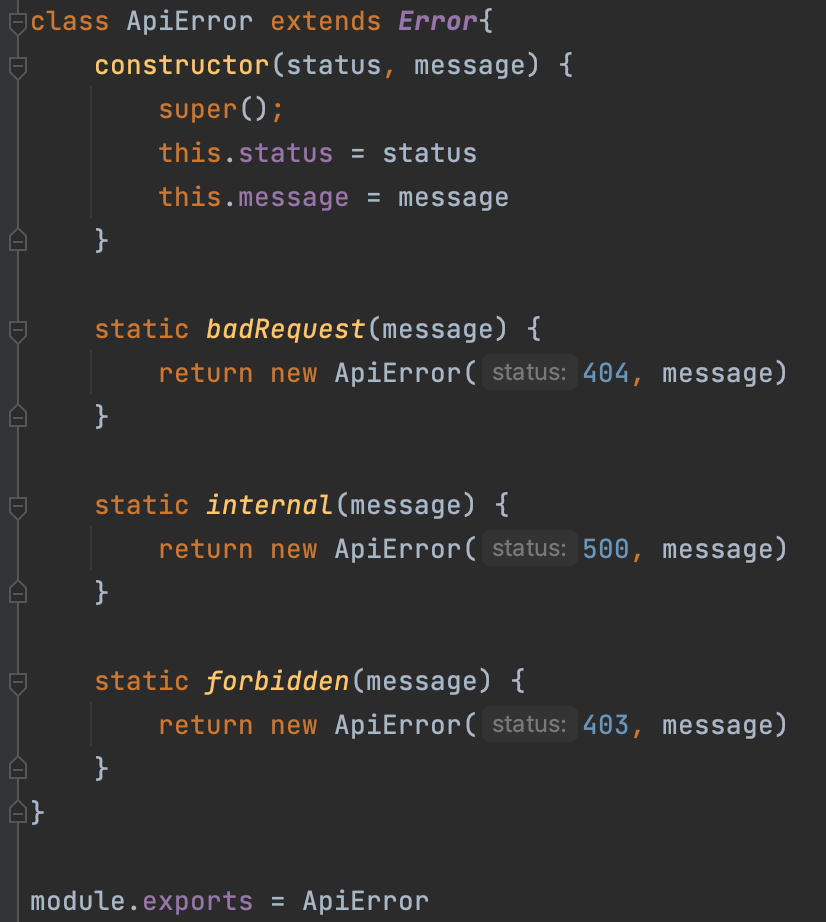 class ApiError extends Error{
    constructor(status, message) {
        super();
        this.status = status
        this.message = message
    }
    static badRequest(message) {
        return new ApiError( status: 404, message)
    }
    static internal(message) {
        return new ApiError( status: 500, message)
    }
    static forbidden(message) {
        return new ApiError( status: 403, message)
    }
}
module.exports = ApiError